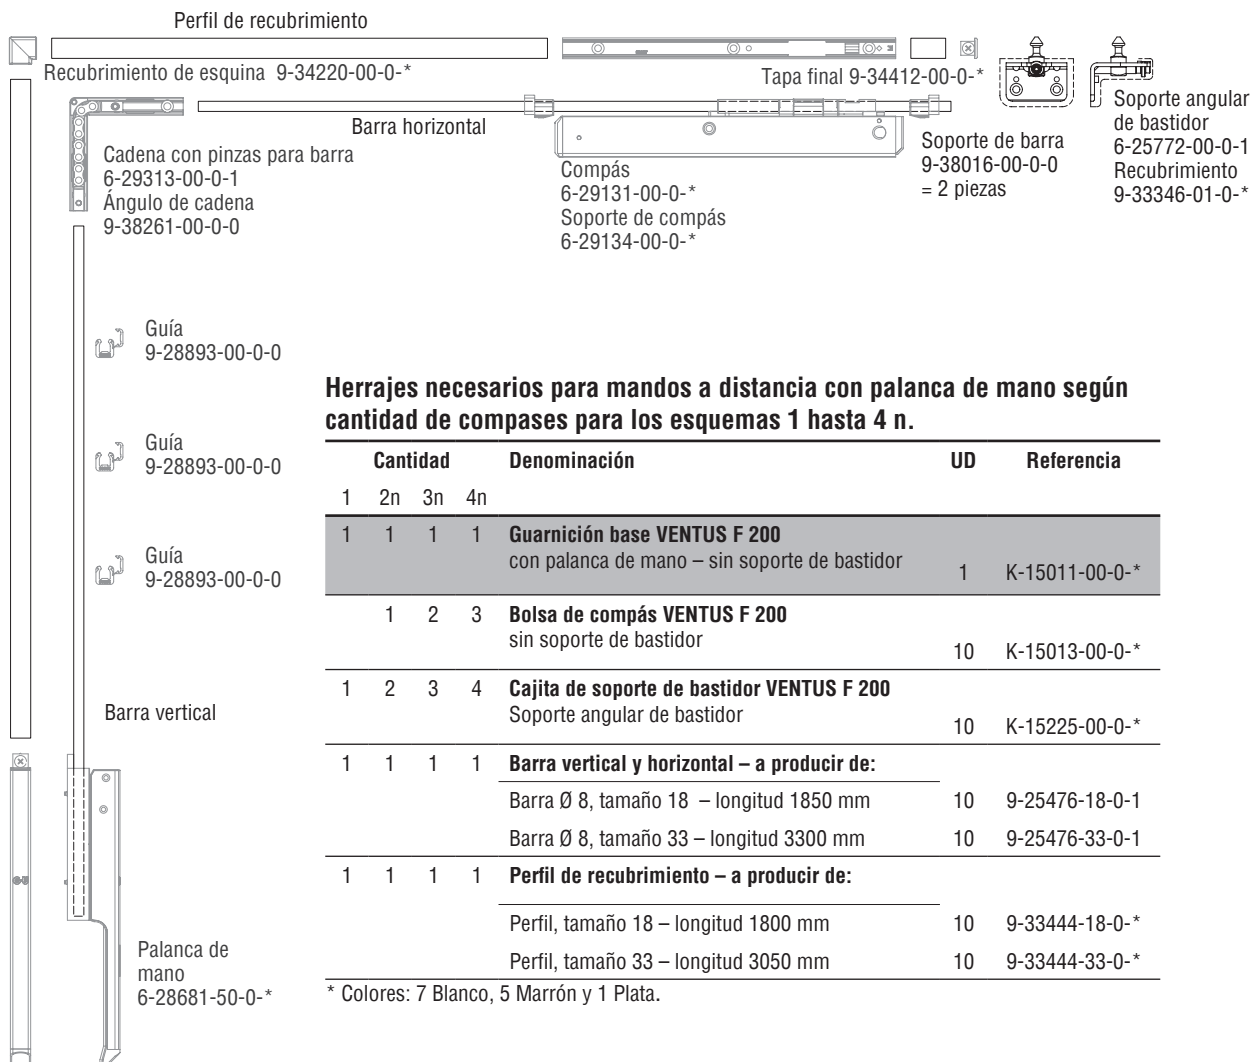 Perfil de recubrimiento
Recubrimiento de esquina 9-34220-00-0-*
Tapa final 9-34412-00-0-*
Barra horizontal
Cadena con pinzas para barra
6-29313-00-0-1
Ángulo de cadena
9-38261-00-0-0
Compás
6-29131-00-0-*
Soporte de compás
6-29134-00-0-*
Soporte de barra
9-38016-00-0-0
= 2 piezas
Soporte angular
de bastidor
6-25772-00-0-1
Recubrimiento
9-33346-01-0-*
Guía
9-28893-00-0-0
Guía
9-28893-00-0-0
Guía
9-28893-00-0-0
Barra vertical
Palanca de
mano
6-28681-50-0-*
Herrajes necesarios para mandos a distancia con palanca de mano según
cantidad de compases para los esquemas 1 hasta 4 n.
Cantidad Denominación UD Referencia
1 2n 3n 4n
1 1 1 1 Guarnición base VENTUS F 200
con palanca de mano – sin soporte de bastidor 1 K-15011-00-0-*
1 2 3 Bolsa de compás VENTUS F 200
sin soporte de bastidor 10 K-15013-00-0-*
1 2 3 4 Cajita de soporte de bastidor VENTUS F 200
Soporte angular de bastidor 10 K-15225-00-0-*
1 1 1 1 Barra vertical y horizontal – a producir de:
Barra Ø 8, tamaño 18 – longitud 1850 mm 10 9-25476-18-0-1
Barra Ø 8, tamaño 33 – longitud 3300 mm 10 9-25476-33-0-1
1 1 1 1 Perfil de recubrimiento – a producir de:
Perfil, tamaño 18 – longitud 1800 mm 10 9-33444-18-0-*
Perfil, tamaño 33 – longitud 3050 mm 10 9-33444-33-0-*
* Colores: 7 Blanco, 5 Marrón y 1 Plata.